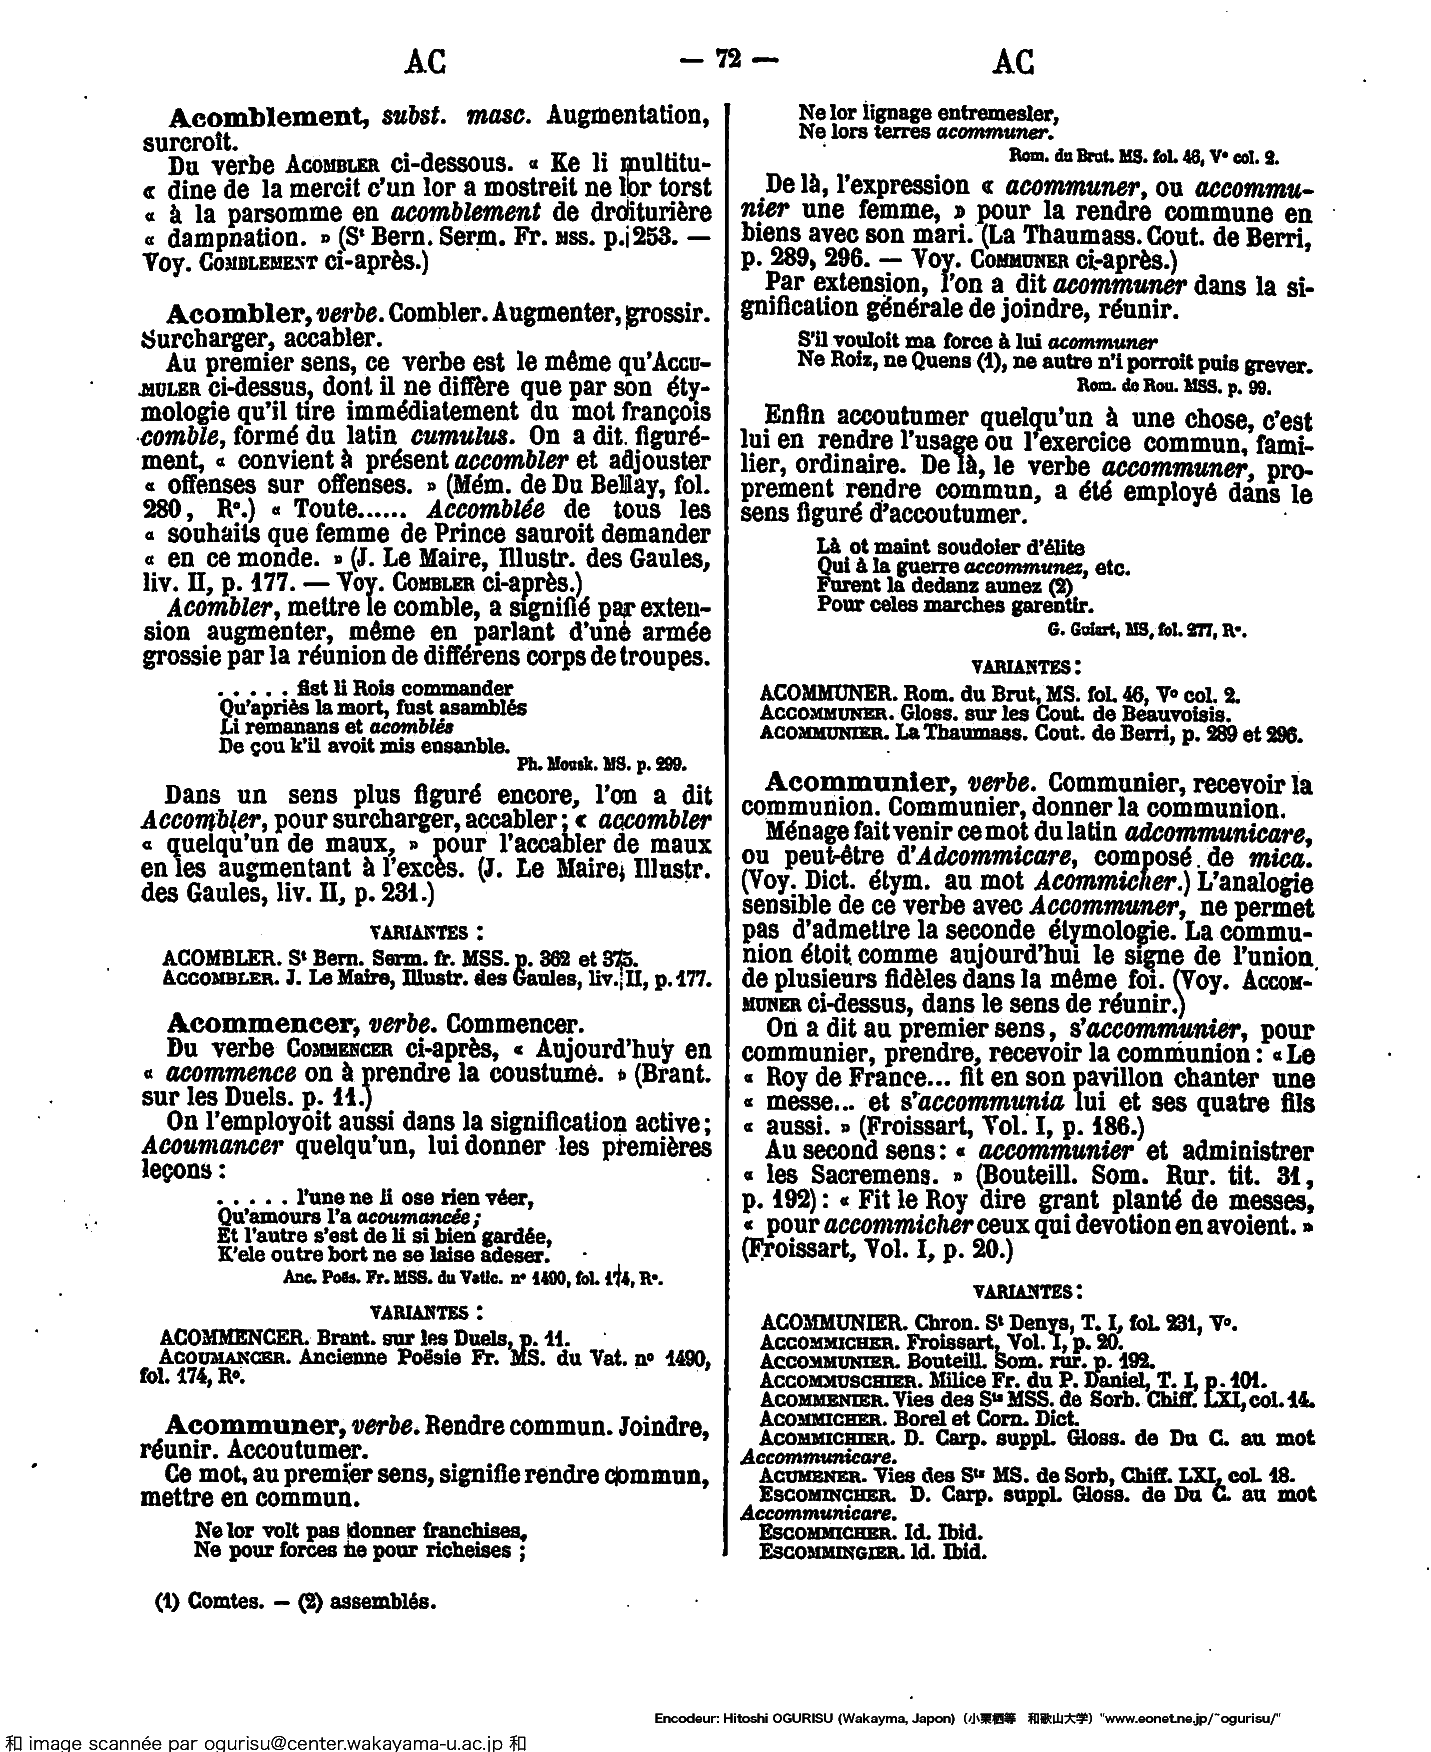 AC
— 72 —
AC
Acomblement, subst. masc. Augmentation,
surcroît.
Du verbe ACOMBLER ci-dessous. « Ke li multitu-
« dine de la mercit c'un lor a mostreit ne lor torst
« à la parsomme en acomblement de droiturière
« dampnation. » (St Bern. Serm. Fr. MSS. p. 253. —
Voy. COMBLEMENT ci-après.)
Acombler, verbe. Combler. Augmenter, grossir.
Surcharger, accabler.
Au premier sens, ce verbe est le même qu'ACCU-
MULER ci-dessus, dont il ne diffère que par son éty-
mologie qu'il tire immédiatement du mot françois
comble, formé du latin cumulus. On a dit figuré-
ment, « convient à présent accombler et adjouster
« offenses sur offenses. » (Mém. de Du Bellay, fol.
280, R°.) « Toute...... Accomblée de tous les
« souhaits que femme de Prince sauroit demander
« en ce monde. » (J. Le Maire, Illustr. des Gaules,
liv. II, p. 177. — Voy. COMBLER ci-après.)
Acombler, mettre le comble, a signifié par exten-
sion augmenter, même en parlant d'une armée
grossie par la réunion de différens corps de troupes.
. . . . . fist li Rois commander
Qu'apriès la mort, fust asamblés
Li remanans et acomblés
De çou k'il avoit mis ensanble.
Ph. Mousk. MS. p. 299.
Dans un sens plus figuré encore, l'on a dit
Accombler, pour surcharger, accabler; « accombler
« quelqu'un de maux, » pour l'accabler de maux
en les augmentant à l'excès. (J. Le Maire, Illustr.
des Gaules, liv. II, p. 231.)
VARIANTES :
ACOMBLER. St Bern. Serm. fr. MSS. p. 362 et 375.
ACCOMBLER. J. Le Maire, Illustr. des Gaules, liv. II, p. 177.
Acommencer, verbe. Commencer.
Du verbe COMMENCER ci-après, « Aujourd'huy en
« acommence on à prendre la coustume. » (Brant.
sur les Duels. p. 11.)
On l'employoit aussi dans la signification active;
Acoumancer quelqu'un, lui donner les premières
leçons :
. . . . . l'une ne li ose rien véer,
Qu'amours l'a acoumancée;
Et l'autre s'est de li si bien gardée,
K'ele outre bort ne se laise adeser.
Anc. Poës. Fr. MSS. du Vatic. n° 1490, fol. 174, R°.
VARIANTES :
ACOMMENCER. Brant. sur les Duels, p. 11.
ACOUMANCER. Ancienne Poësie Fr. MS. du Vat. n° 1490,
fol. 174, R°.
Acommuner, verbe. Rendre commun. Joindre,
réunir. Accoutumer.
Ce mot, au premier sens, signifie rendre commun,
mettre en commun.
Ne lor volt pas donner franchises,
Ne pour forces ne pour richeises ;
(1) Comtes. — (2) assemblés.
Ne lor lignage entremesler,
Ne lors terres acommuner.
Rom. du Brut. MS. fol. 46, V° col. 2.
De là, l'expression « acommuner, ou accommu-
nier une femme, » pour la rendre commune en
biens avec son mari. (La Thaumass. Cout. de Berri,
p. 289, 296. — Voy. COMMUNER ci-après.)
Par extension, l'on a dit acommuner dans la si-
gnification générale de joindre, réunir.
S'il vouloit ma force à lui acommuner
Ne Roiz, ne Quens (1), ne autre n'i porroit puis grever.
Rom. de Rou. MSS. p. 99.
Enfin accoutumer quelqu'un à une chose, c'est
lui en rendre l'usage ou l'exercice commun, fami-
lier, ordinaire. De là, le verbe accommuner, pro-
prement rendre commun, a été employé dans le
sens figuré d'accoutumer.
Là ot maint soudoier d'élite
Qui à la guerre accommunez, etc.
Furent la dedanz aunez (2)
Pour celes marches garentir.
G. Guiart, MS, fol. 277, R°.
VARIANTES :
ACOMMUNER. Rom. du Brut, MS. fol. 46, V° col. 2.
ACCOMMUNER. Gloss. sur les Cout. de Beauvoisis.
ACOMMUNIER. La Thaumass. Cout. de Berri, p. 289 et 296.
Acommunier, verbe. Communier, recevoir la
communion. Communier, donner la communion.
Ménage fait venir ce mot du latin adcommunicare,
ou peut-être d'Adcommicare, composé de mica.
(Voy. Dict. étym. au mot Acommicher.) L'analogie
sensible de ce verbe avec Accommuner, ne permet
pas d'admettre la seconde étymologie. La commu-
nion étoit comme aujourd'hui le signe de l'union
de plusieurs fidèles dans la même foi. (Voy. ACCOM-
MUNER ci-dessus, dans le sens de réunir.)
On a dit au premier sens, s'accommunier, pour
communier, prendre, recevoir la communion : « Le
« Roy de France... fit en son pavillon chanter une
« messe... et s'accommunia lui et ses quatre fils
« aussi. » (Froissart, Vol. I, p. 186.)
Au second sens : « accommunier et administrer
« les Sacremens. » (Bouteill. Som. Rur. tit. 31,
p. 192) : « Fit le Roy dire grant planté de messes,
« pour accommicher ceux qui devotion en avoient. »
(Froissart, Vol. I, p. 20.)
VARIANTES :
ACOMMUNIER. Chron. St Denys, T. I, fol. 231, V°.
ACCOMMICHER. Froissart, Vol. I, p. 20.
ACCOMMUNIER. Bouteill. Som. rur. p. 192.
ACCOMMUSCHIER. Milice Fr. du P. Daniel, T. I, p. 101.
ACOMMENIER. Vies des Sts MSS. de Sorb. Chiff. LXI, col. 14.
ACOMMICHER. Borel et Corn. Dict.
ACOMMICHIER. D. Carp. suppl. Gloss. de Du C. au mot
Accommunicare.
ACUMENER. Vies des Sts MS. de Sorb, Chiff. LXI, col. 18.
ESCOMINCHER. D. Carp. suppl. Gloss. de Du C. au mot
Accommunicare.
ESCOMMICHER. Id. Ibid.
ESCOMMINGIER. Id. Ibid.
Encodeur: Hitoshi OGURISU (Wakayma, Japon) (小栗栖等 和歌山大学) "www.eonet.ne.jp/~ogurisu/"
和 image scannée par ogurisu@center.wakayama-u.ac.jp 和